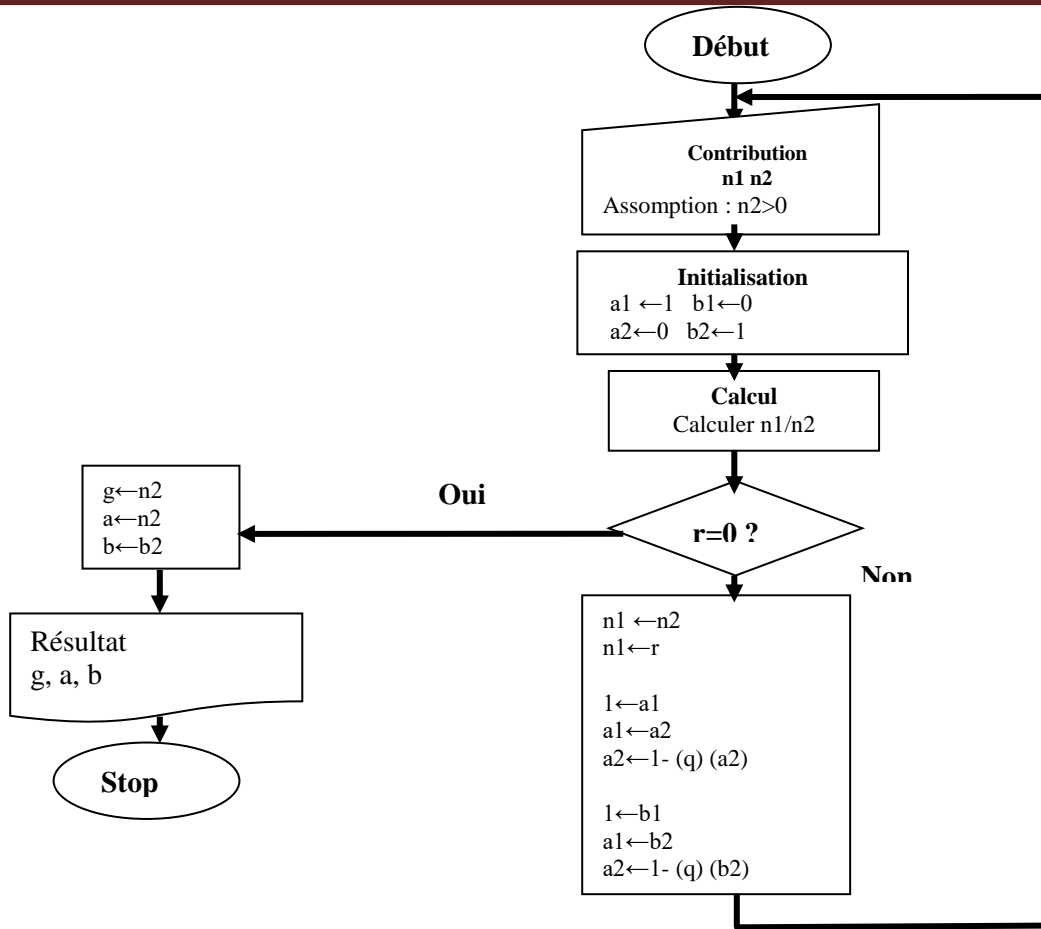 Début
Contribution
n1 n2
Assomption : n2>0
Initialisation
a1 ←1 b1←0
a2←0 b2←1
Calcul
Calculer n1/n2
r=0 ?
Oui
Non
g←n2
a←n2
b←b2
Résultat
g, a, b
Stop
n1 ←n2
n1←r
1←a1
a1←a2
a2←1- (q) (a2)
1←b1
a1←b2
a2←1- (q) (b2)